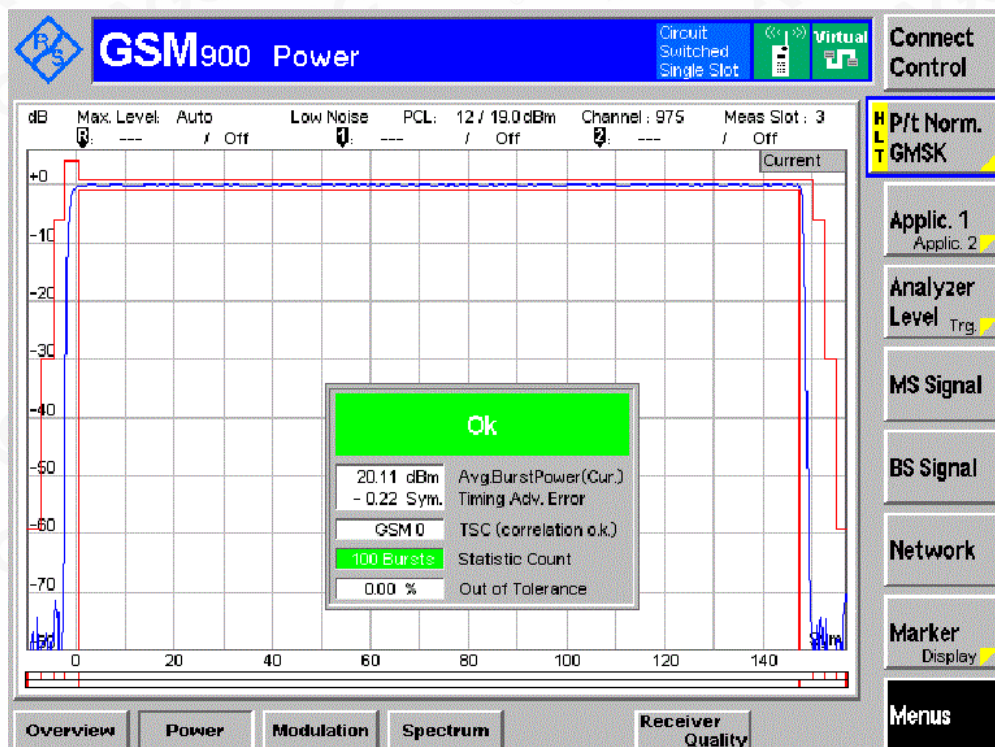 R/S
GSM900 Power
Circuit Switched Single Slot
Virtual
Connect Control
dB Max. Level: Auto Low Noise PCL: 12 / 19.0 dBm Channel : 975 Meas Slot : 3
R: --- / Off 1: --- / Off 2: --- / Off
Current
H L T
P/t Norm. GMSK
Applic. 1
Applic. 2
Analyzer Level Trg.
MS Signal
BS Signal
Network
Marker
Display
Menus
+0
-10
-20
-30
-40
-50
-60
-70
Ok
20.11 dBm Avg.BurstPower(Cur.)
- 0.22 Sym. Timing Adv. Error
GSM 0 TSC (correlation o.k.)
100 Bursts Statistic Count
0.00 % Out of Tolerance
Sym
0 20 40 60 80 100 120 140
Overview Power Modulation Spectrum Receiver Quality